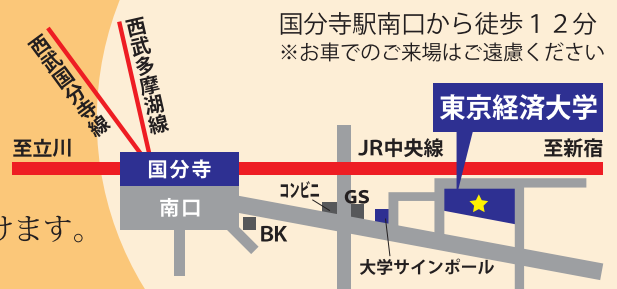 国分寺駅南口から徒歩１２分
※お車でのご来場はご遠慮ください
西武国分寺線
西武多摩湖線
東京経済大学
至立川
JR中央線
至新宿
国分寺
南口
コンビニ
GS
BK
けます。
大学サインポール